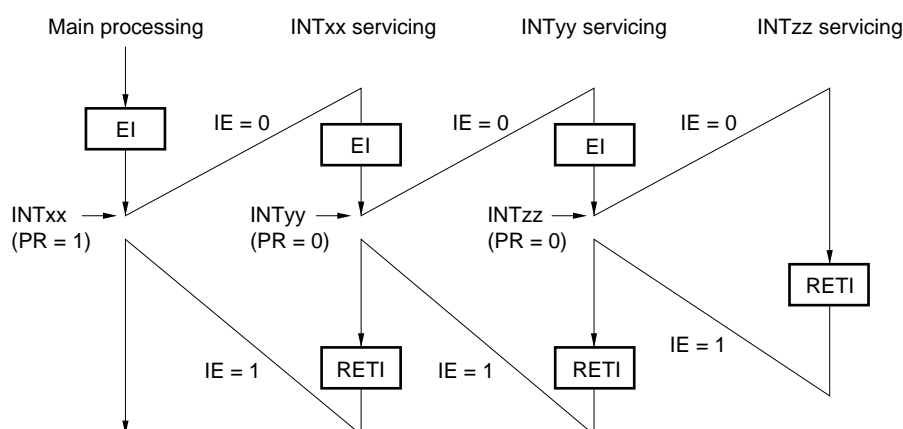 Main processing
INTxx servicing
INTyy servicing
INTzz servicing
EI
IE = 0
EI
IE = 0
EI
IE = 0
INTxx
(PR = 1)
INTyy
(PR = 0)
INTzz
(PR = 0)
RETI
IE = 1
RETI
IE = 1
RETI
IE = 1